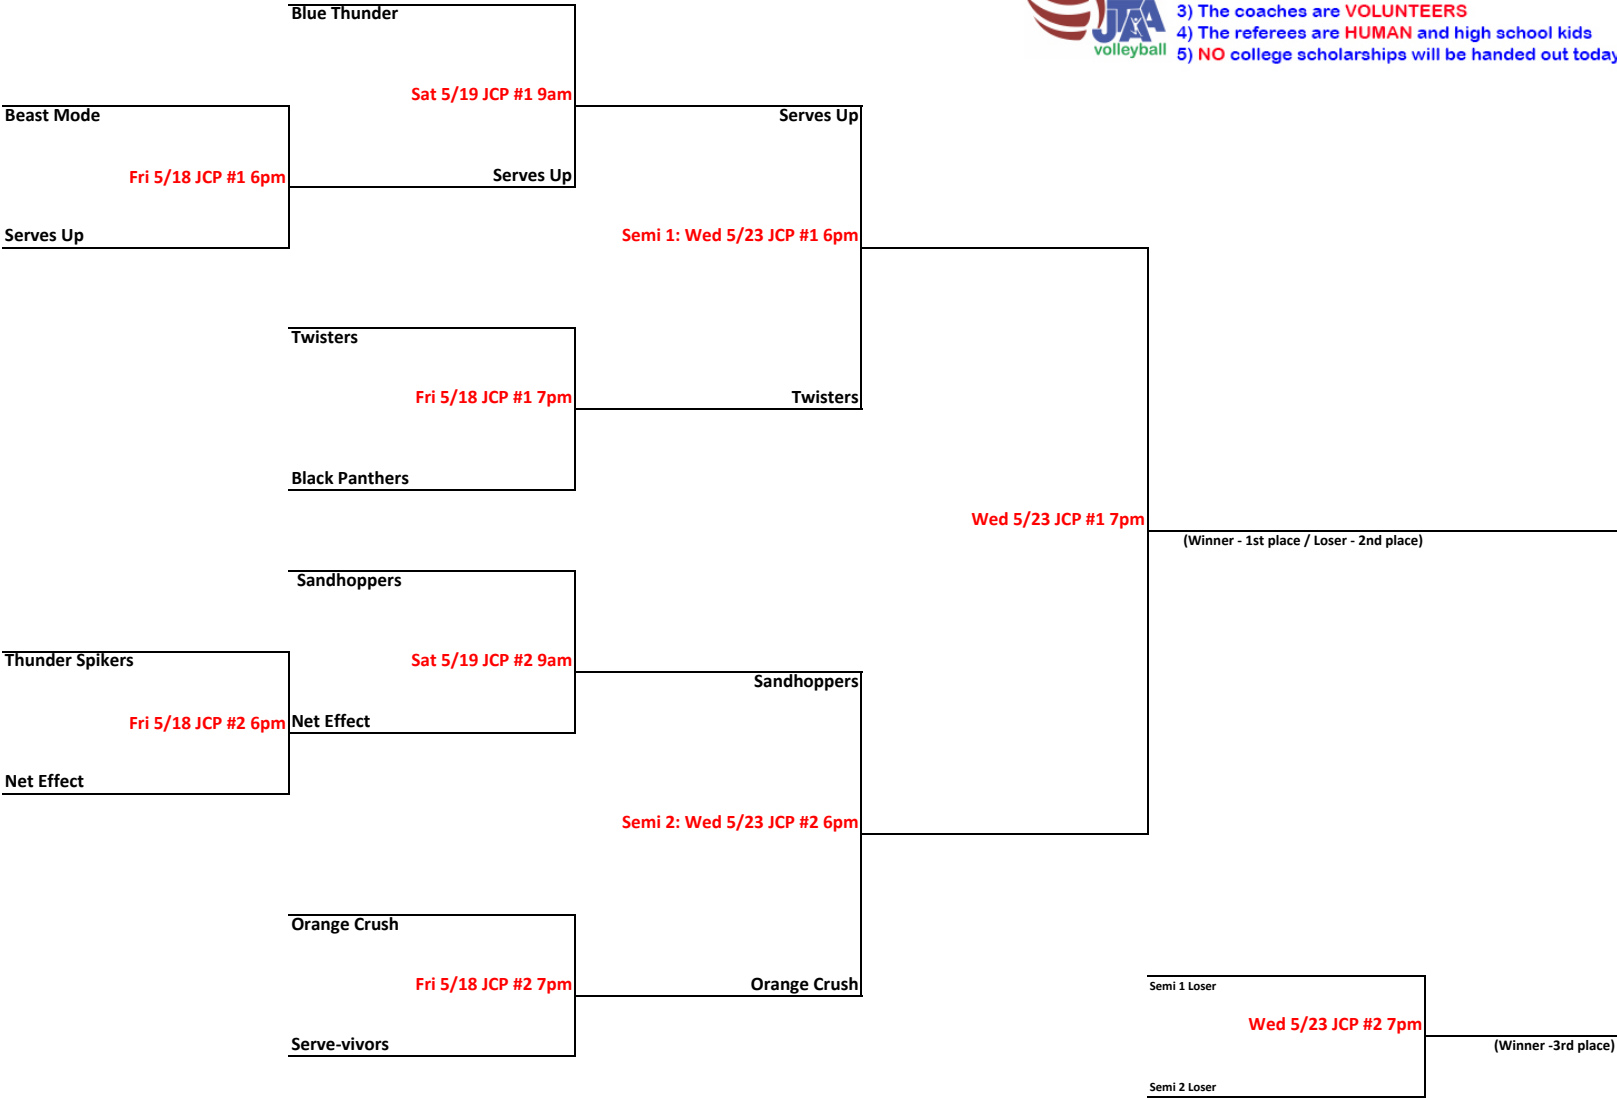 Blue Thunder
JTAA
volleyball
3) The coaches are VOLUNTEERS
4) The referees are HUMAN and high school kids
5) NO college scholarships will be handed out today
Sat 5/19 JCP #1 9am
Beast Mode
Serves Up
Fri 5/18 JCP #1 6pm
Serves Up
Serves Up
Semi 1: Wed 5/23 JCP #1 6pm
Twisters
Fri 5/18 JCP #1 7pm
Twisters
Black Panthers
Wed 5/23 JCP #1 7pm
(Winner - 1st place / Loser - 2nd place)
Sandhoppers
Thunder Spikers
Sat 5/19 JCP #2 9am
Sandhoppers
Fri 5/18 JCP #2 6pm
Net Effect
Net Effect
Semi 2: Wed 5/23 JCP #2 6pm
Orange Crush
Fri 5/18 JCP #2 7pm
Orange Crush
Semi 1 Loser
Wed 5/23 JCP #2 7pm
Serve-vivors
(Winner -3rd place)
Semi 2 Loser